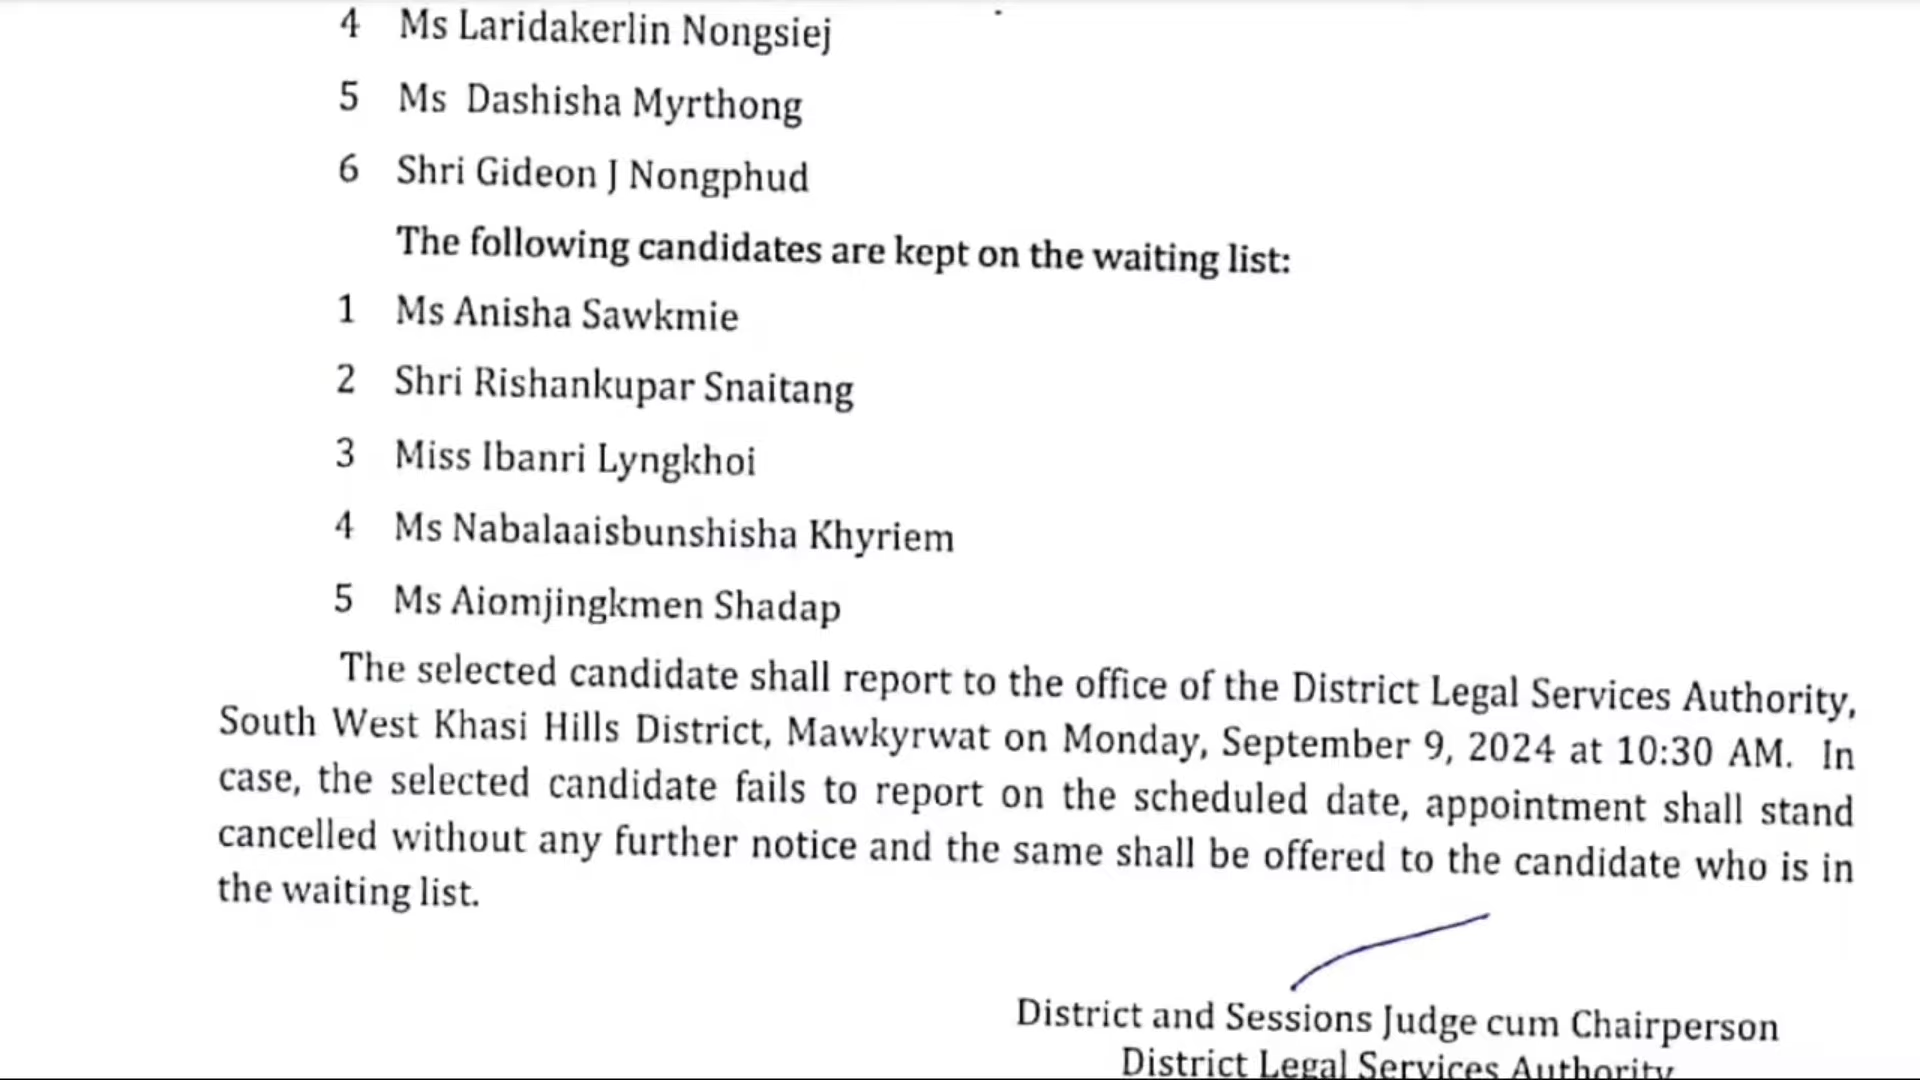 4 Ms Laridakerlin Nongsiej
5 Ms Dashisha Myrthong
6 Shri Gideon J Nongphud
The following candidates are kept on the waiting list:
1 Ms Anisha Sawkmie
2 Shri Rishankupar Snaitang
3 Miss Ibanri Lyngkhoi
4 Ms Nabalaaisbunshisha Khyriem
5 Ms Aiomjingkmen Shadap
The selected candidate shall report to the office of the District Legal Services Authority,
South West Khasi Hills District, Mawkyrwat on Monday, September 9, 2024 at 10:30 AM. In
case, the selected candidate fails to report on the scheduled date, appointment shall stand
cancelled without any further notice and the same shall be offered to the candidate who is in
the waiting list.
District and Sessions Judge cum Chairperson
District Legal Services Authority